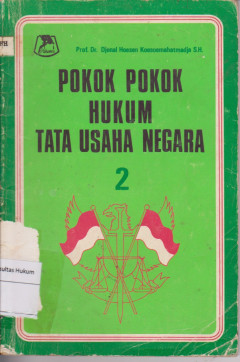 Prof. Dr. Djenal Hoesen Koesoemahatmadja S.H.
POKOK POKOK
HUKUM
TATA USAHA NEGARA
2
ultas Hukum